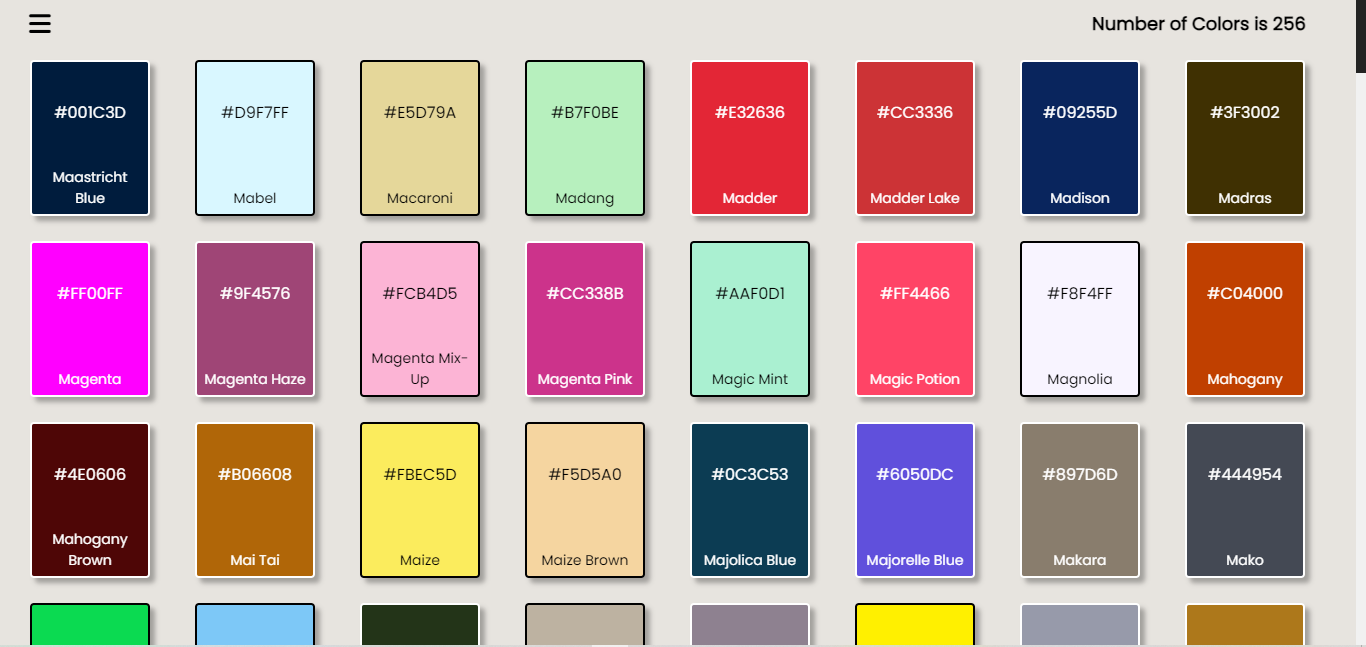 Number of Colors is 256
#001C3D
Maastricht
Blue
#D9F7FF
Mabel
#E5D79A
Macaroni
#B7F0BE
Madang
#E32636
Madder
#CC3336
Madder Lake
#09255D
Madison
#3F3002
Madras
#FF00FF
Magenta
#9F4576
Magenta Haze
#FCB4D5
Magenta Mix-
Up
#CC338B
Magenta Pink
#AAF0D1
Magic Mint
#FF4466
Magic Potion
#F8F4FF
Magnolia
#C04000
Mahogany
#4E0606
Mahogany
Brown
#B06608
Mai Tai
#FBEC5D
Maize
#F5D5A0
Maize Brown
#0C3C53
Majolica Blue
#6050DC
Majorelle Blue
#897D6D
Makara
#444954
Mako